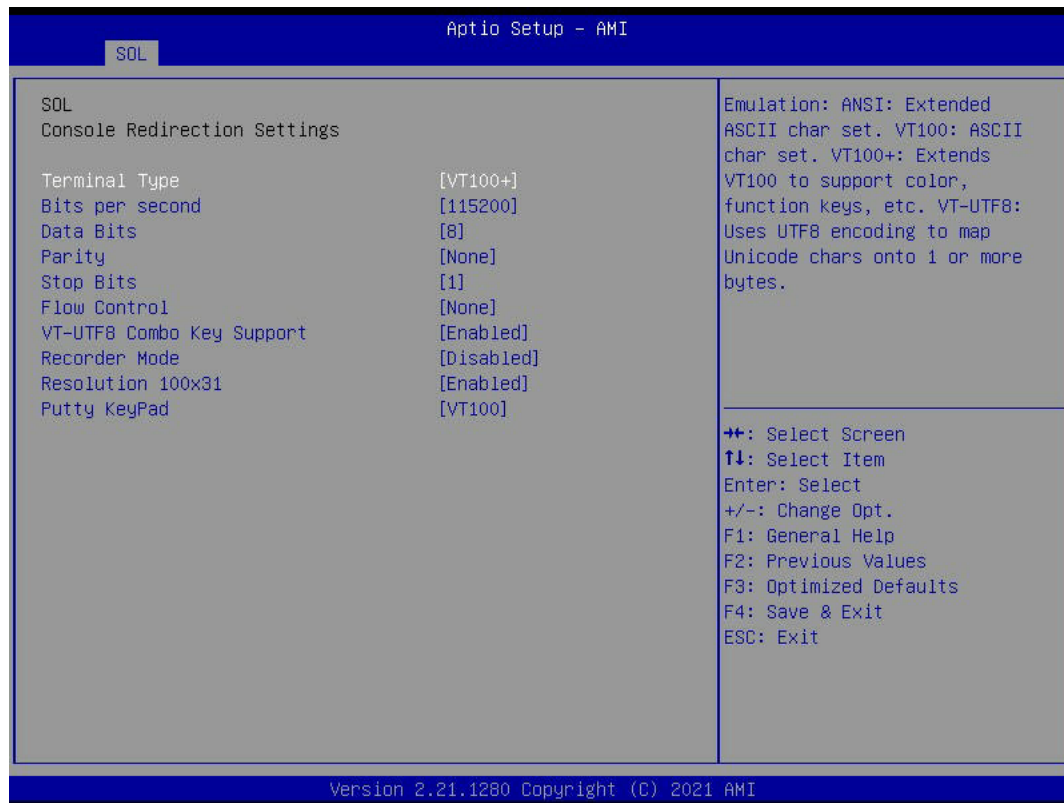 Aptio Setup - AMI
SOL
SOL
Console Redirection Settings
Terminal Type [VT100+]
Bits per second [115200]
Data Bits [8]
Parity [None]
Stop Bits [1]
Flow Control [None]
VT-UTF8 Combo Key Support [Enabled]
Recorder Mode [Disabled]
Resolution 100x31 [Enabled]
Putty KeyPad [VT100]
Emulation: ANSI: Extended
ASCII char set. VT100: ASCII
char set. VT100+: Extends
VT100 to support color,
function keys, etc. VT-UTF8:
Uses UTF8 encoding to map
Unicode chars onto 1 or more
bytes.
→←: Select Screen
↑↓: Select Item
Enter: Select
+/-: Change Opt.
F1: General Help
F2: Previous Values
F3: Optimized Defaults
F4: Save & Exit
ESC: Exit
Version 2.21.1280 Copyright (C) 2021 AMI